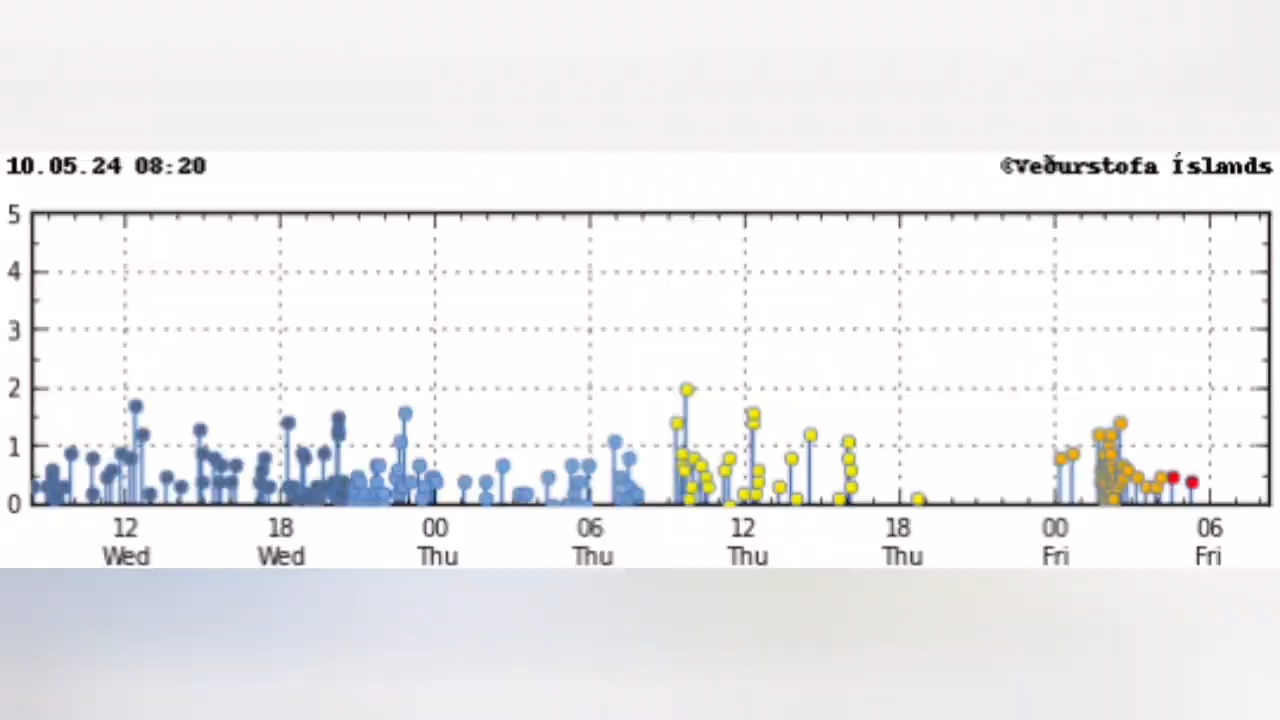 10.05.24 08:20 ©Veðurstofa Íslands
5
4
3
2
1
0
12 18 00 06 12 18 00 06
Wed Wed Thu Thu Thu Thu Fri Fri